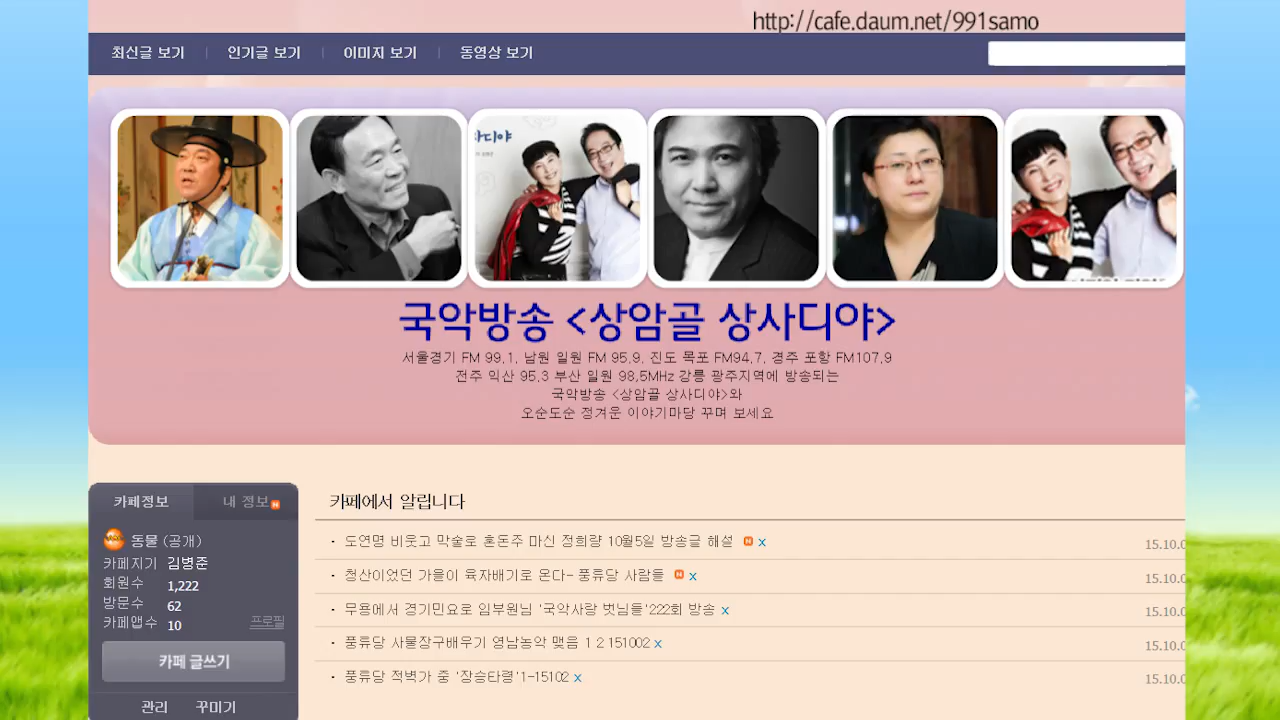 http://cafe.daum.net/991samo
최신글 보기 | 인기글 보기 | 이미지 보기 | 동영상 보기
사디야
국악방송 <상암골 상사디야>
서울경기 FM 99.1, 남원 일원 FM 95.9, 진도 목포 FM94.7, 경주 포항 FM107.9
전주 익산 95.3 부산 일원 98.5MHz 강릉 광주지역에 방송되는
국악방송 <상암골 상사디야>와
오순도순 정겨운 이야기마당 꾸며 보세요
카페정보 내 정보 N
동물 (공개)
카페지기 김병준
회원수 1,222
방문수 62
카페앱수 10 프로필
카페 글쓰기
관리 꾸미기
카페에서 알립니다
· 도연명 비웃고 막술로 혼돈주 마신 정희량 10월5일 방송글 해설 N x 15.10.0
· 청산이었던 가을이 육자배기로 온다- 풍류당 사람들 N x 15.10.0
· 무용에서 경기민요로 임부원님 '국악사랑 벗님들'222회 방송 x 15.10.0
· 풍류당 사물장구배우기 영남농악 맺음 1 2 151002 x 15.10.0
· 풍류당 적벽가 중 '장승타령'1-15102 x 15.10.0